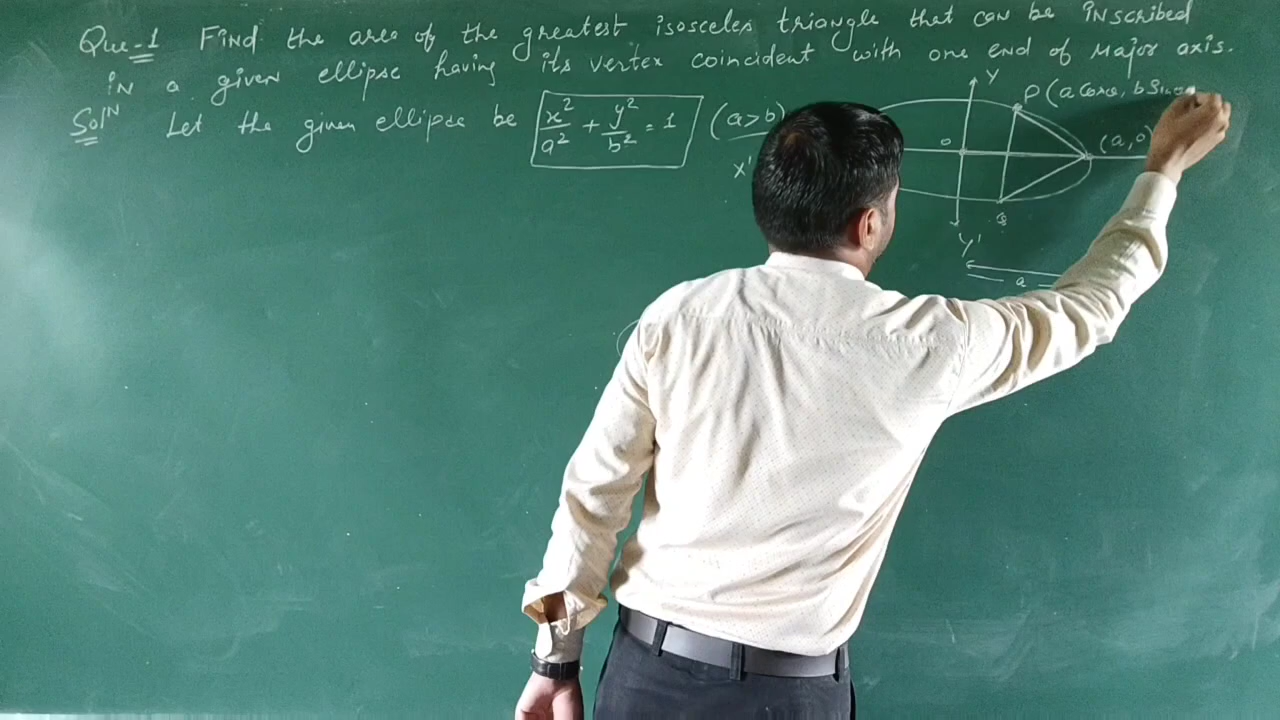 Que-1 Find the area of the greatest isosceles triangle that can be inscribed
in a given ellipse having its vertex coincident with one end of Major axis.
Solᴺ Let the given ellipse be x²/a² + y²/b² = 1 (a>b)
Y
P (a cosθ, b Sin
O
(a, 0)
X'
Q
Y'
a